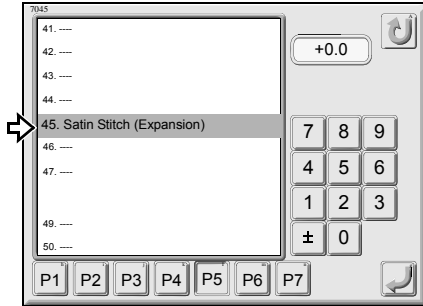 7045
41. ----
42. ----
43. ----
44. ----
45. Satin Stitch (Expansion)
46. ----
47. ----
49. ----
50. ----
+0.0
7 8 9
4 5 6
1 2 3
± 0
P1 P2 P3 P4 P5 P6 P7